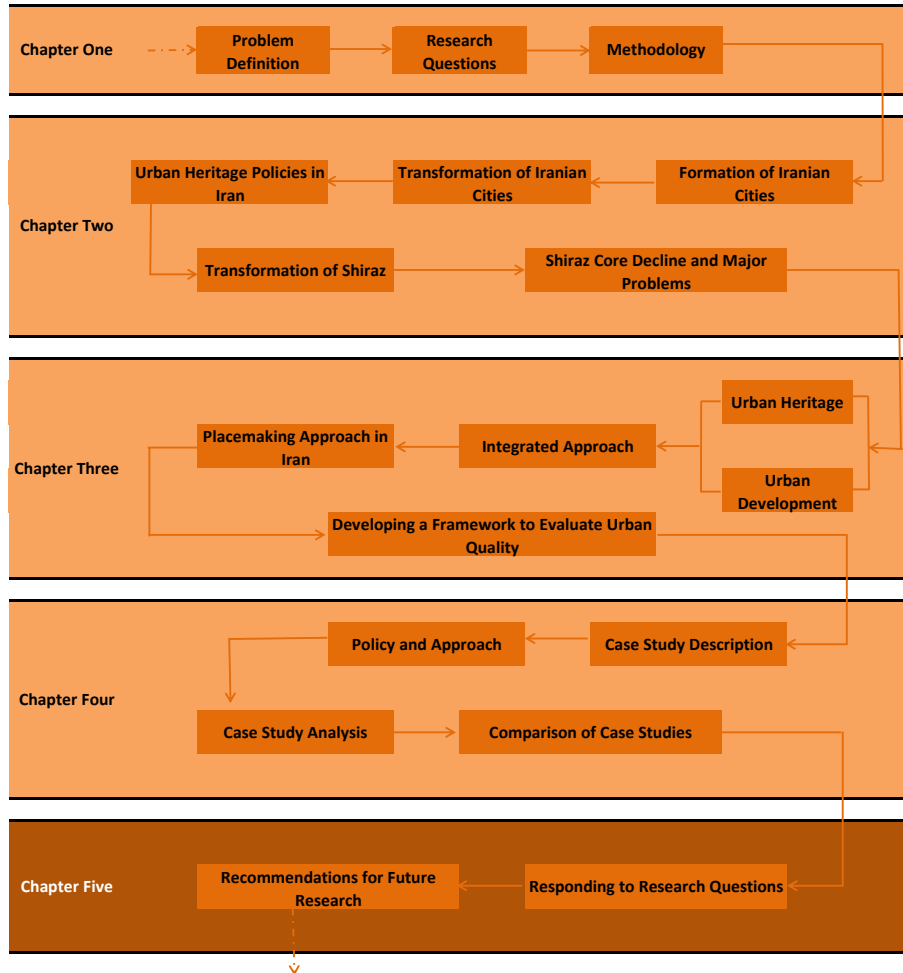 Chapter One
Problem
Definition
Research
Questions
Methodology
Chapter Two
Urban Heritage Policies in
Iran
Transformation of Iranian
Cities
Formation of Iranian
Cities
Transformation of Shiraz
Shiraz Core Decline and Major
Problems
Chapter Three
Urban Heritage
Placemaking Approach in
Iran
Integrated Approach
Urban
Development
Developing a Framework to Evaluate Urban
Quality
Chapter Four
Policy and Approach
Case Study Description
Case Study Analysis
Comparison of Case Studies
Chapter Five
Recommendations for Future
Research
Responding to Research Questions